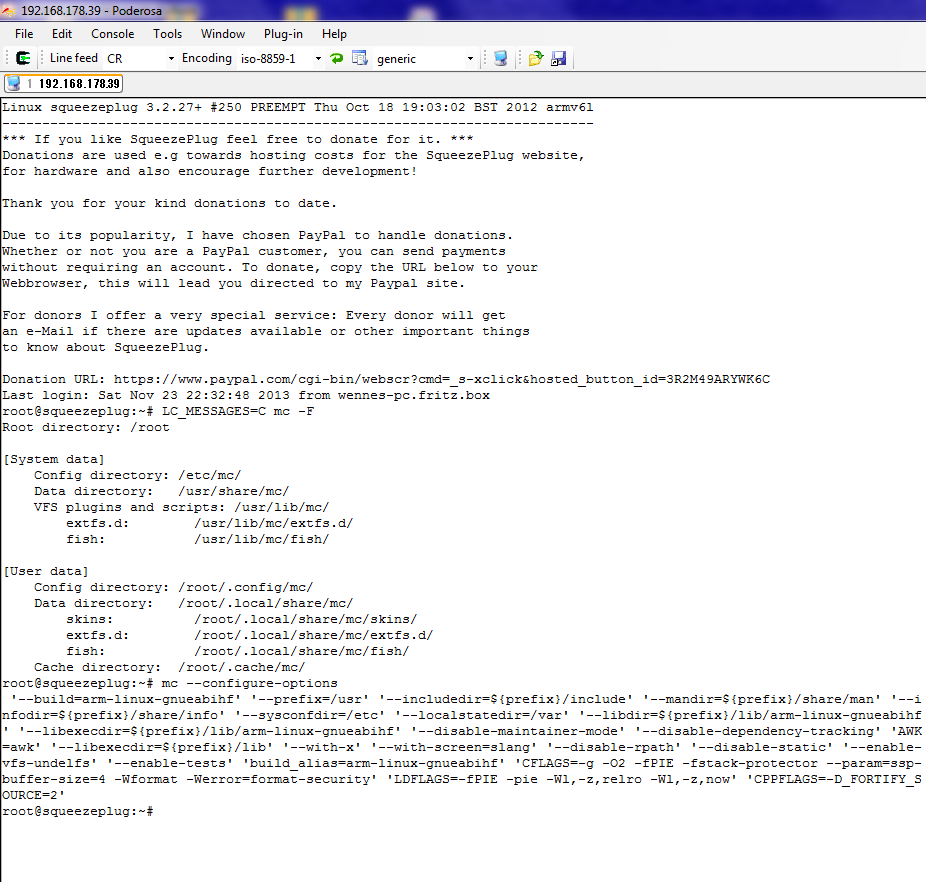 192.168.178.39 - Poderosa
File Edit Console Tools Window Plug-in Help
Line feed CR Encoding iso-8859-1 generic
1 192.168.178.39
Linux squeezeplug 3.2.27+ #250 PREEMPT Thu Oct 18 19:03:02 BST 2012 armv6l
--------------------------------------------------------------------------
*** If you like SqueezePlug feel free to donate for it. ***
Donations are used e.g towards hosting costs for the SqueezePlug website,
for hardware and also encourage further development!
Thank you for your kind donations to date.
Due to its popularity, I have chosen PayPal to handle donations.
Whether or not you are a PayPal customer, you can send payments
without requiring an account. To donate, copy the URL below to your
Webbrowser, this will lead you directed to my Paypal site.
For donors I offer a very special service: Every donor will get
an e-Mail if there are updates available or other important things
to know about SqueezePlug.
Donation URL: https://www.paypal.com/cgi-bin/webscr?cmd=_s-xclick&hosted_button_id=3R2M49ARYWK6C
Last login: Sat Nov 23 22:32:48 2013 from wennes-pc.fritz.box
root@squeezeplug:~# LC_MESSAGES=C mc -F
Root directory: /root
[System data]
    Config directory: /etc/mc/
    Data directory:   /usr/share/mc/
    VFS plugins and scripts: /usr/lib/mc/
        extfs.d:        /usr/lib/mc/extfs.d/
        fish:           /usr/lib/mc/fish/
[User data]
    Config directory: /root/.config/mc/
    Data directory:   /root/.local/share/mc/
        skins:          /root/.local/share/mc/skins/
        extfs.d:        /root/.local/share/mc/extfs.d/
        fish:           /root/.local/share/mc/fish/
    Cache directory:  /root/.cache/mc/
root@squeezeplug:~# mc --configure-options
 '--build=arm-linux-gnueabihf' '--prefix=/usr' '--includedir=${prefix}/include' '--mandir=${prefix}/share/man' '--i
nfodir=${prefix}/share/info' '--sysconfdir=/etc' '--localstatedir=/var' '--libdir=${prefix}/lib/arm-linux-gnueabihf
' '--libexecdir=${prefix}/lib/arm-linux-gnueabihf' '--disable-maintainer-mode' '--disable-dependency-tracking' 'AWK
=awk' '--libexecdir=${prefix}/lib' '--with-x' '--with-screen=slang' '--disable-rpath' '--disable-static' '--enable-
vfs-undelfs' '--enable-tests' 'build_alias=arm-linux-gnueabihf' 'CFLAGS=-g -O2 -fPIE -fstack-protector --param=ssp-
buffer-size=4 -Wformat -Werror=format-security' 'LDFLAGS=-fPIE -pie -Wl,-z,relro -Wl,-z,now' 'CPPFLAGS=-D_FORTIFY_S
OURCE=2'
root@squeezeplug:~#